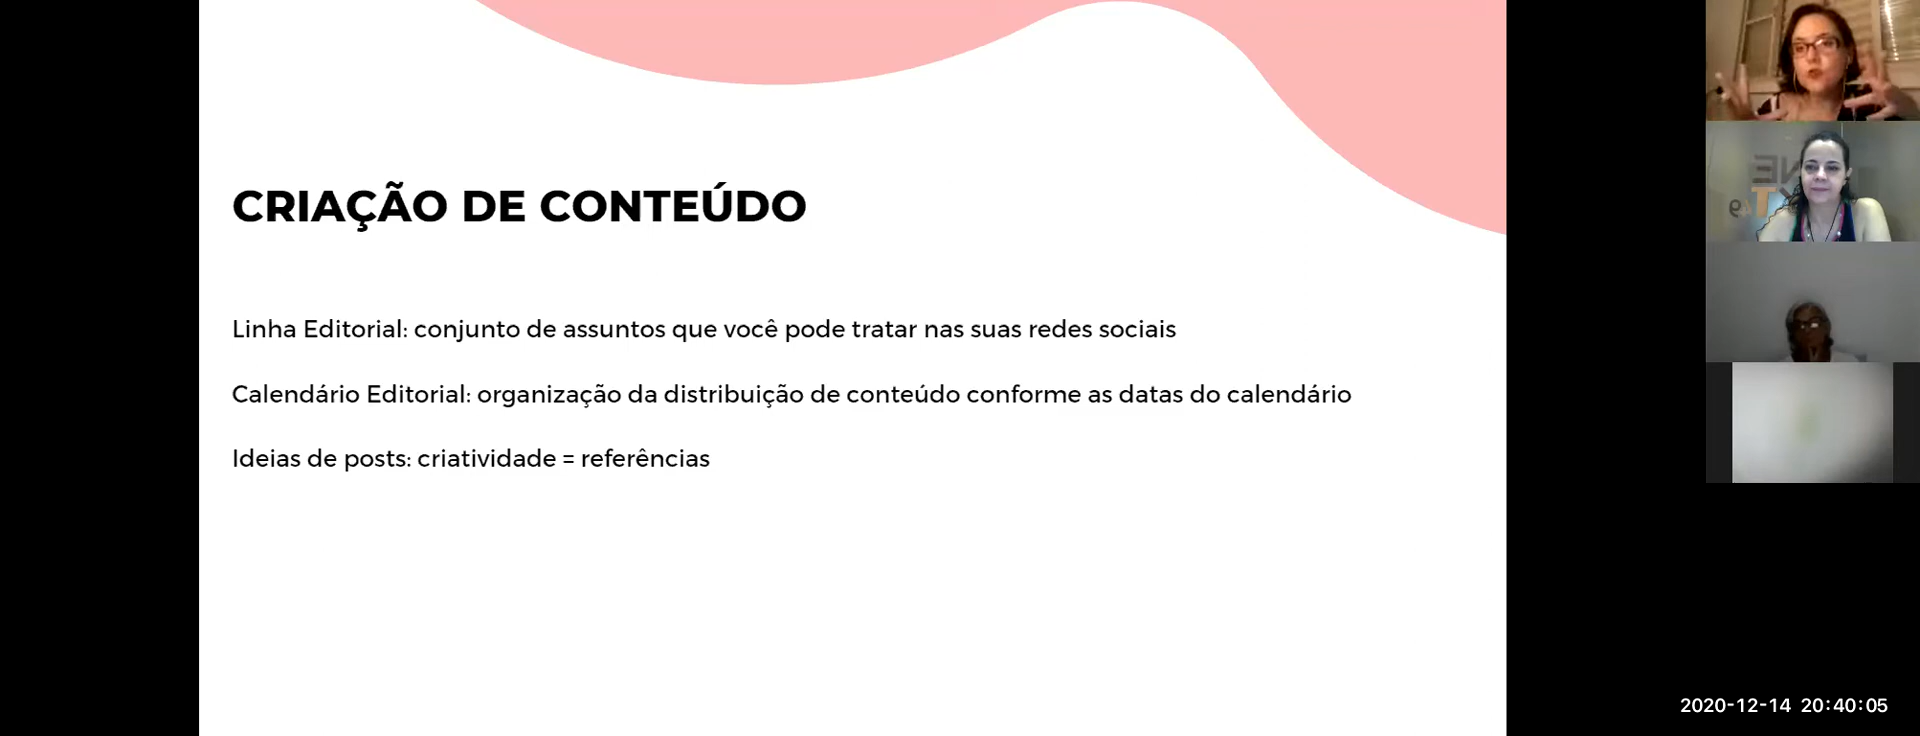 CRIAÇÃO DE CONTEÚDO
Linha Editorial: conjunto de assuntos que você pode tratar nas suas redes sociais
Calendário Editorial: organização da distribuição de conteúdo conforme as datas do calendário
Ideias de posts: criatividade = referências
2020-12-14 20:40:05